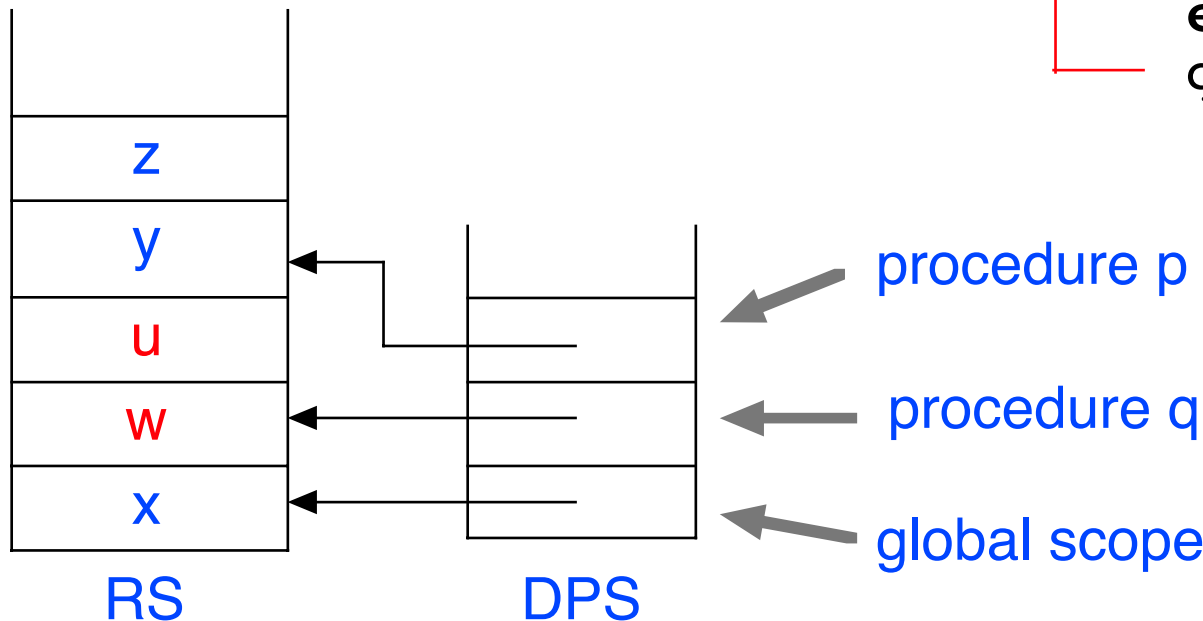 z
y
u
w
x
RS
DPS
procedure p
procedure q
global scope